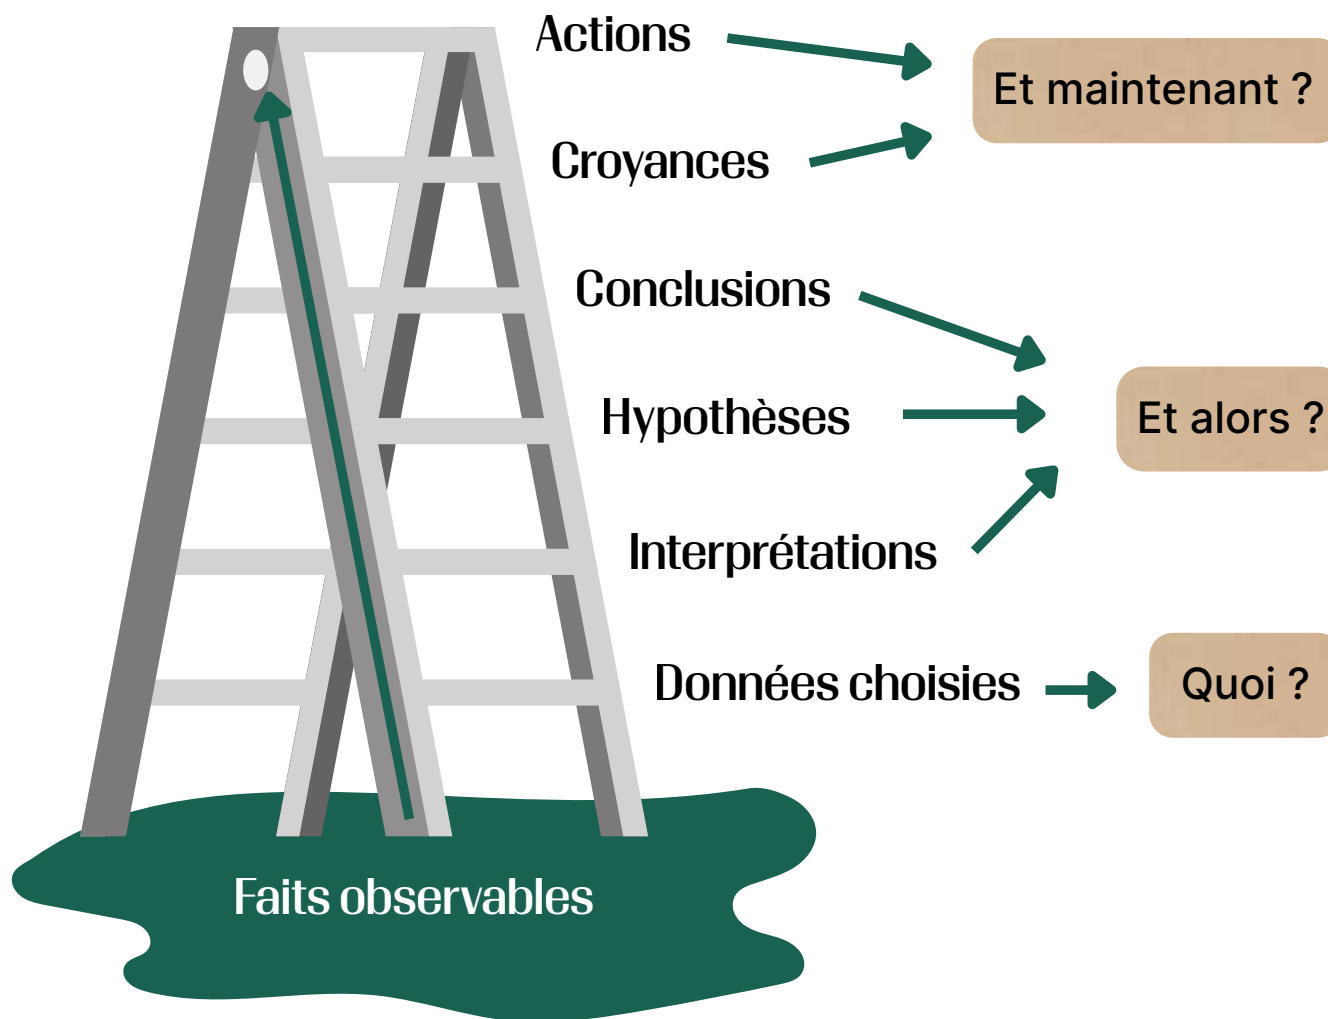 Actions
Et maintenant ?
Croyances
Conclusions
Hypothèses
Et alors ?
Interprétations
Données choisies
Quoi ?
Faits observables